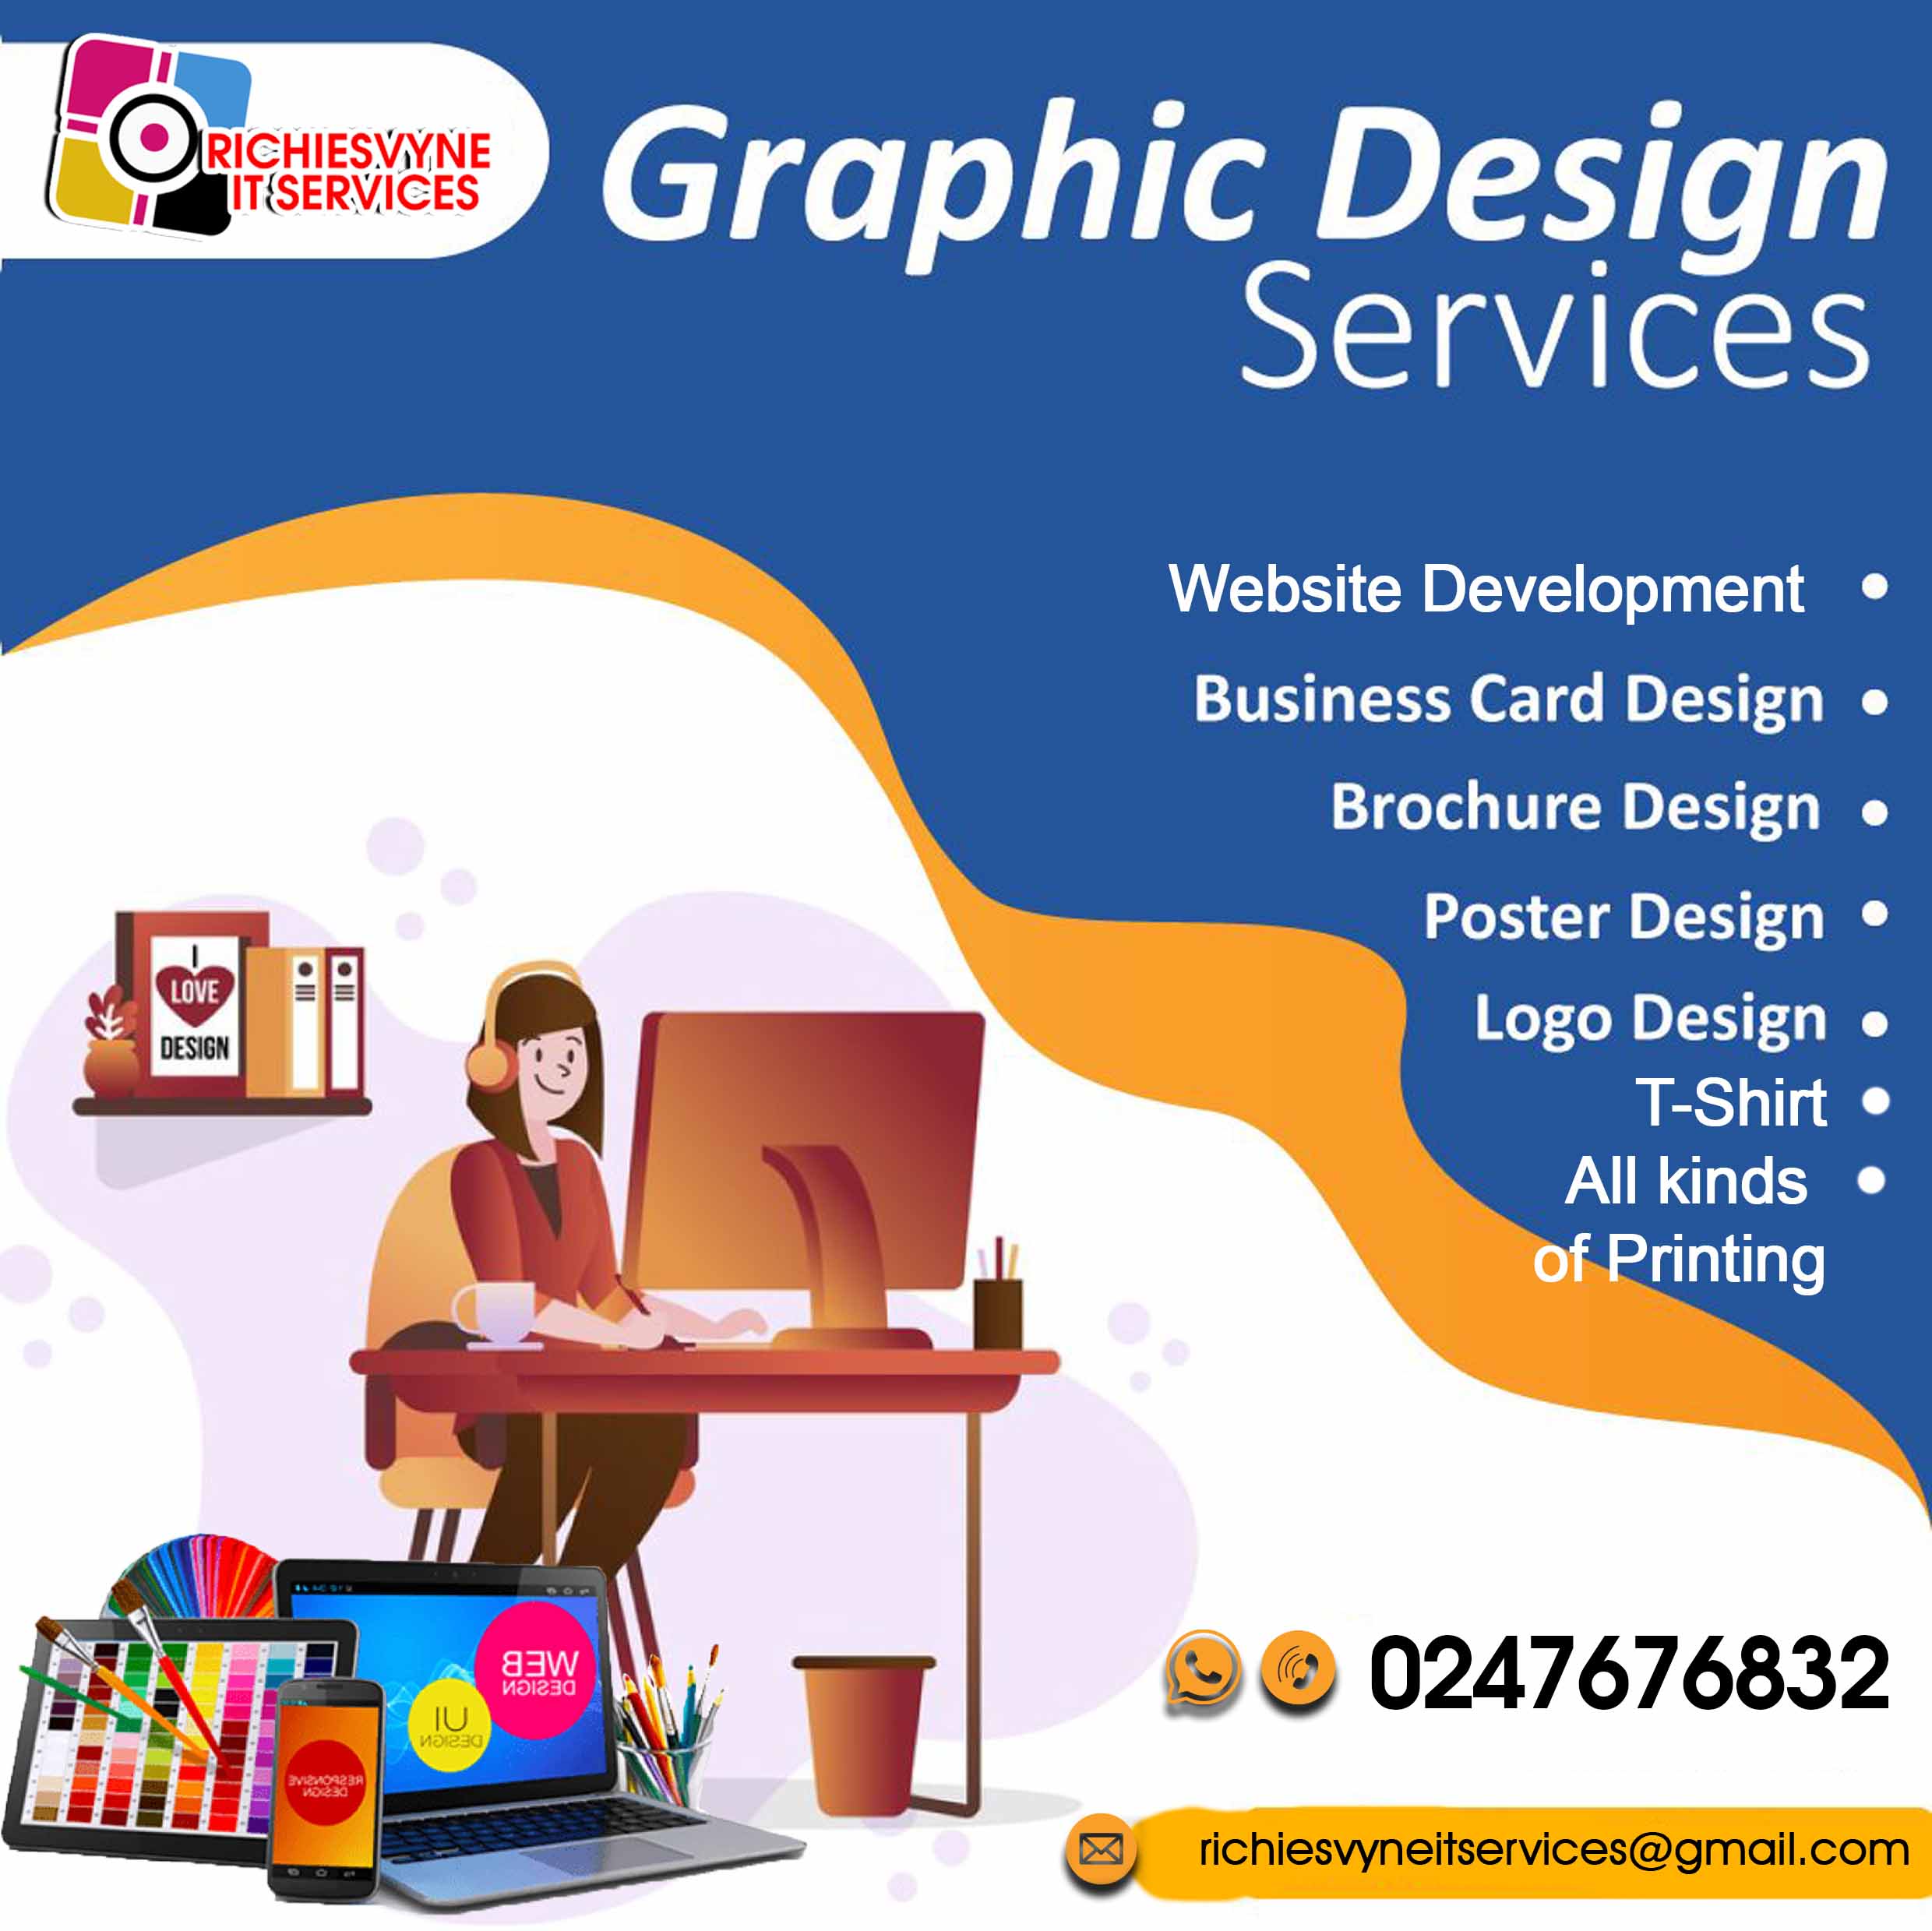 RICHIESVYNE
IT SERVICES
Graphic Design
Services
Website Development
Business Card Design
Brochure Design
Poster Design
Logo Design
T-Shirt
All kinds
of Printing
I
LOVE
DESIGN
WEB
DESIGN
UI
DESIGN
RESPONSIVE
DESIGN
0247676832
richiesvyneitservices@gmail.com